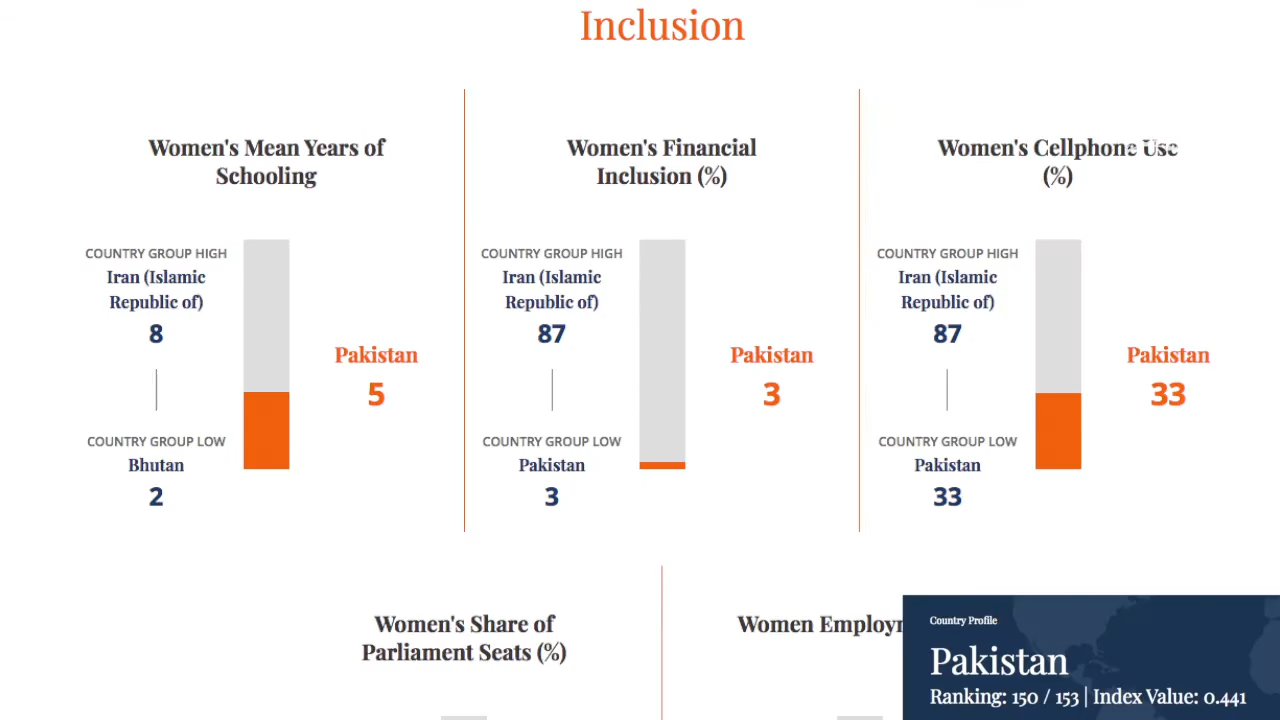 Inclusion
Women's Mean Years of
Schooling
COUNTRY GROUP HIGH
Iran (Islamic
Republic of)
8
COUNTRY GROUP LOW
Bhutan
2
Pakistan
5
Women's Financial
Inclusion (%)
COUNTRY GROUP HIGH
Iran (Islamic
Republic of)
87
COUNTRY GROUP LOW
Pakistan
3
Pakistan
3
Women's Cellphone Use
(%)
COUNTRY GROUP HIGH
Iran (Islamic
Republic of)
87
COUNTRY GROUP LOW
Pakistan
33
Pakistan
33
Women's Share of
Parliament Seats (%)
Women Employ
Country Profile
Pakistan
Ranking: 150 / 153 | Index Value: 0.441